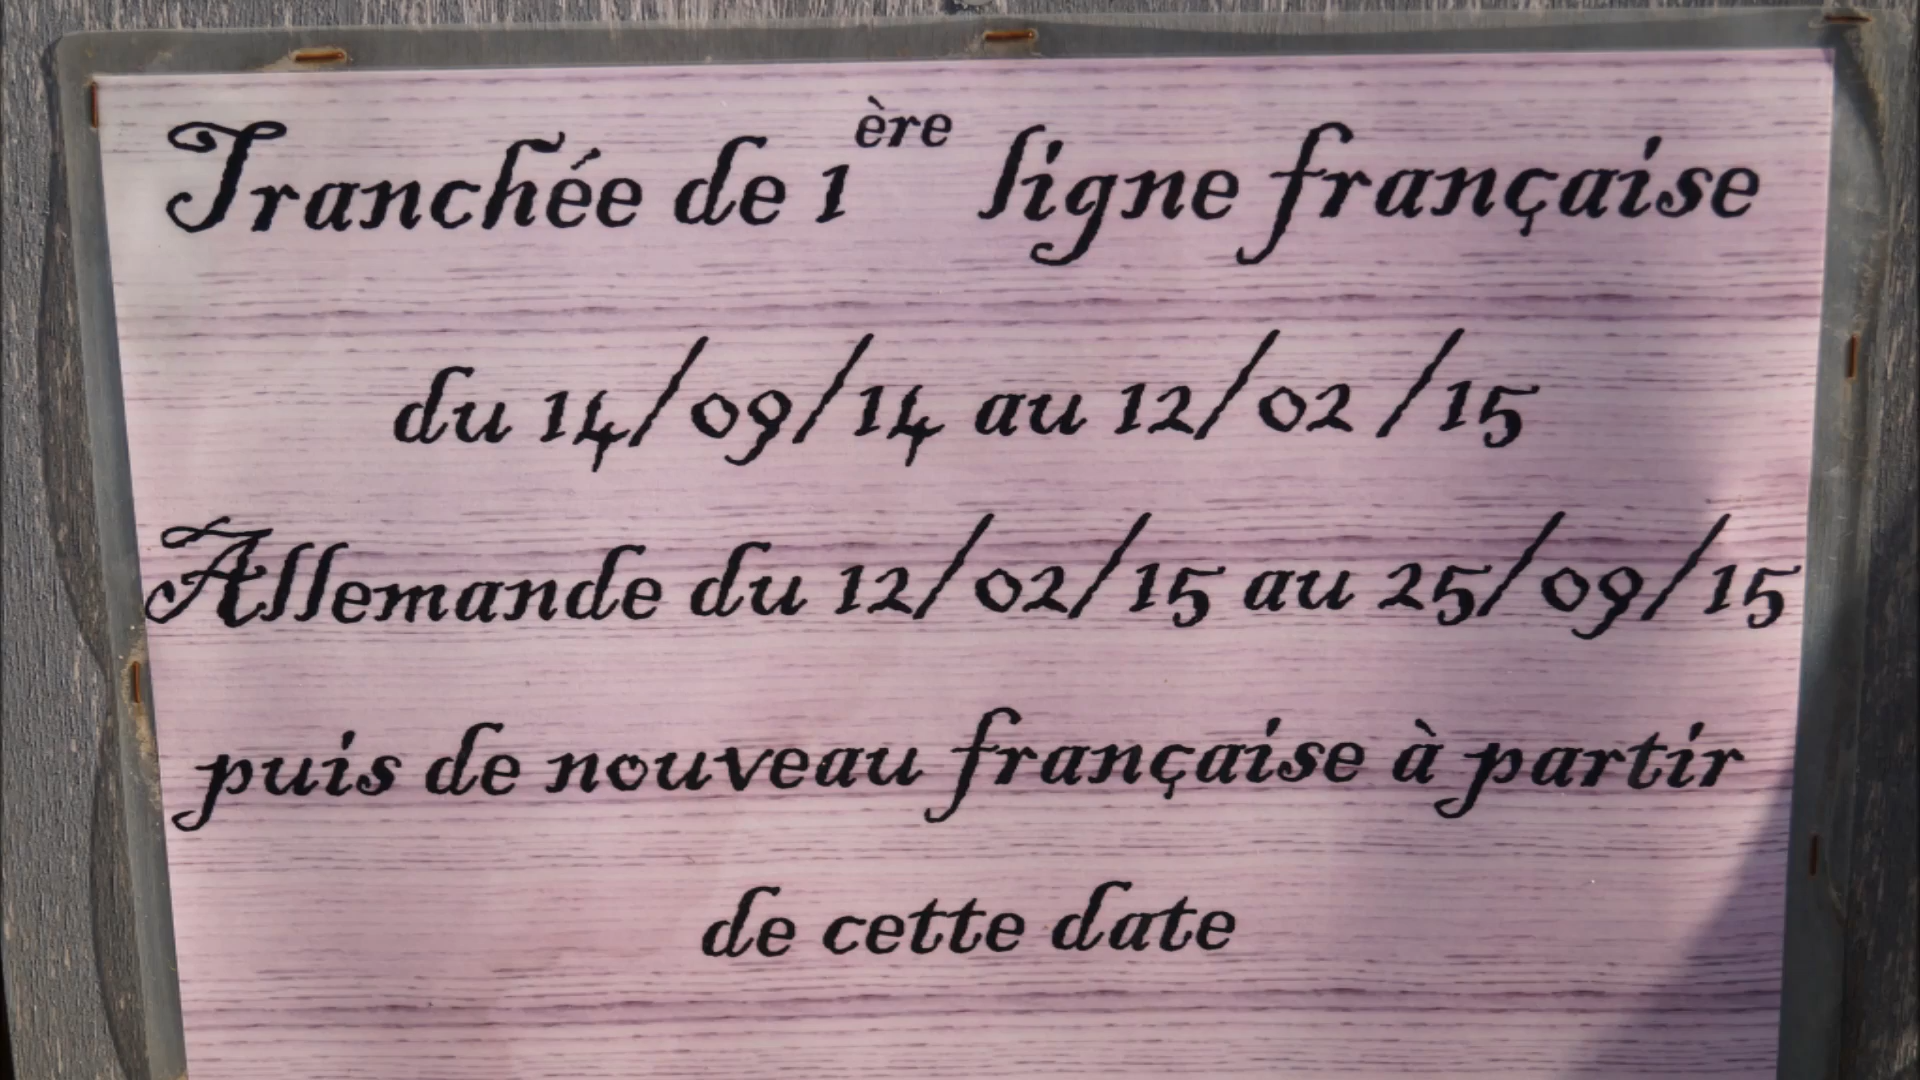 Tranchée de 1ère ligne française
du 14/09/14 au 12/02/15
Allemande du 12/02/15 au 25/09/15
puis de nouveau française à partir
de cette date